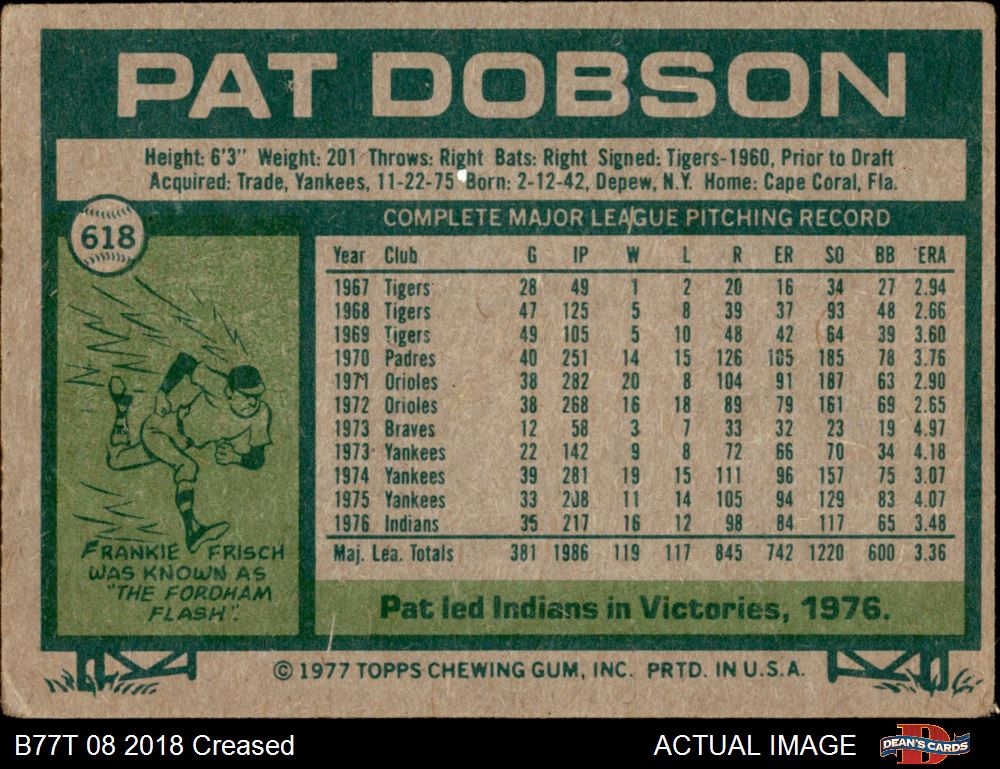 PAT DOBSON
Height: 6'3" Weight: 201 Throws: Right Bats: Right Signed: Tigers-1960, Prior to Draft
Acquired: Trade, Yankees, 11-22-75 Born: 2-12-42, Depew, N.Y. Home: Cape Coral, Fla.
618
COMPLETE MAJOR LEAGUE PITCHING RECORD
Year Club G IP W L R ER SO BB ERA
1967 Tigers 28 49 1 2 20 16 34 27 2.94
1968 Tigers 47 125 5 8 39 37 93 48 2.66
1969 Tigers 49 105 5 10 48 42 64 39 3.60
1970 Padres 40 251 14 15 126 105 185 78 3.76
1971 Orioles 38 282 20 8 104 91 187 63 2.90
1972 Orioles 38 268 16 18 89 79 161 69 2.65
1973 Braves 12 58 3 7 33 32 23 19 4.97
1973 Yankees 22 142 9 8 72 66 70 34 4.18
1974 Yankees 39 281 19 15 111 96 157 75 3.07
1975 Yankees 33 208 11 14 105 94 129 83 4.07
1976 Indians 35 217 16 12 98 84 117 65 3.48
Maj. Lea. Totals 381 1986 119 117 845 742 1220 600 3.36
Pat led Indians in Victories, 1976.
FRANKIE FRISCH
WAS KNOWN AS
"THE FORDHAM
FLASH".
© 1977 TOPPS CHEWING GUM, INC. PRTD. IN U.S.A.
B77T 08 2018 Creased
ACTUAL IMAGE
DEAN'S CARDS